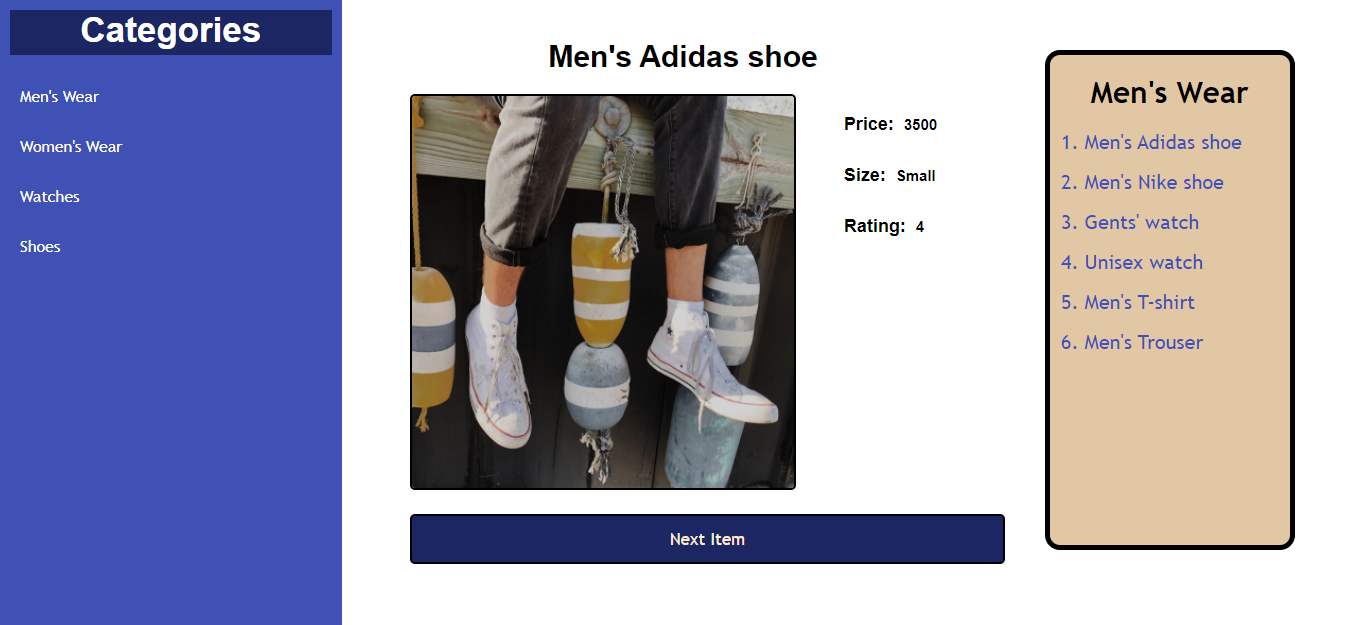 Categories
Men's Wear
Women's Wear
Watches
Shoes
Men's Adidas shoe
Price: 3500
Size: Small
Rating: 4
Next Item
Men's Wear
1. Men's Adidas shoe
2. Men's Nike shoe
3. Gents' watch
4. Unisex watch
5. Men's T-shirt
6. Men's Trouser